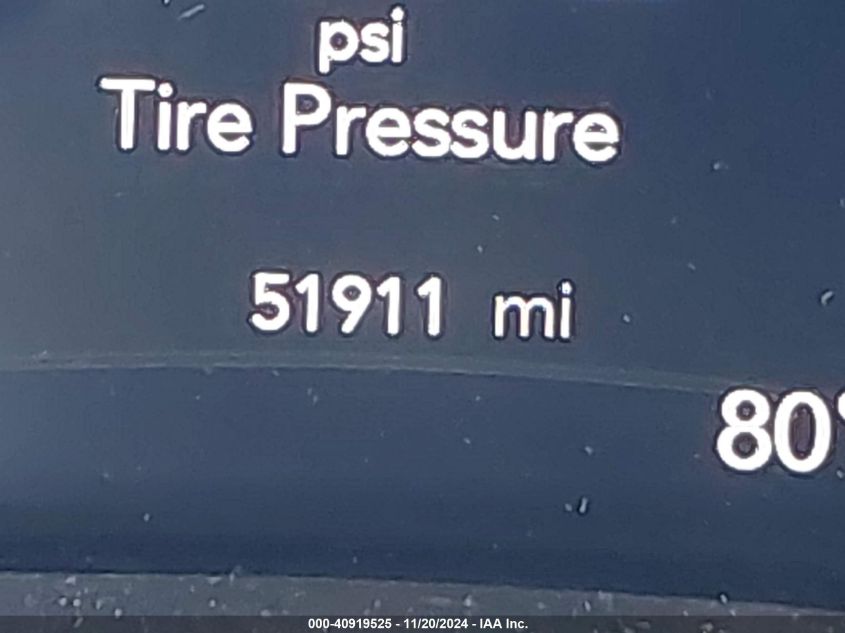 psi
Tire Pressure
51911 mi
80°
000-40919525 - 11/20/2024 - IAA Inc.